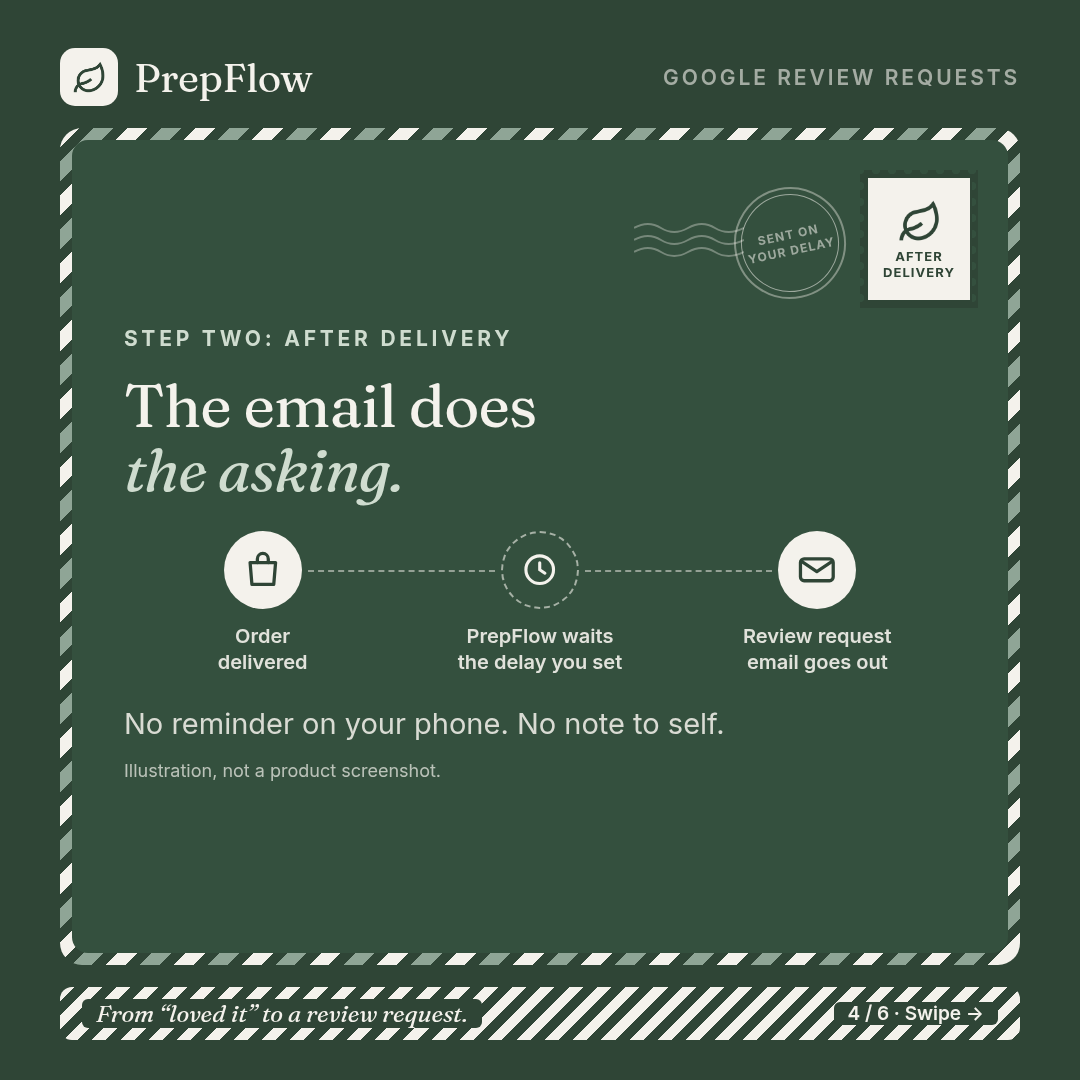 PrepFlow
GOOGLE REVIEW REQUESTS
SENT ON
YOUR DELAY
AFTER
DELIVERY
STEP TWO: AFTER DELIVERY
The email does
the asking.
Order
delivered
PrepFlow waits
the delay you set
Review request
email goes out
No reminder on your phone. No note to self.
Illustration, not a product screenshot.
From “loved it” to a review request.
4 / 6 · Swipe →